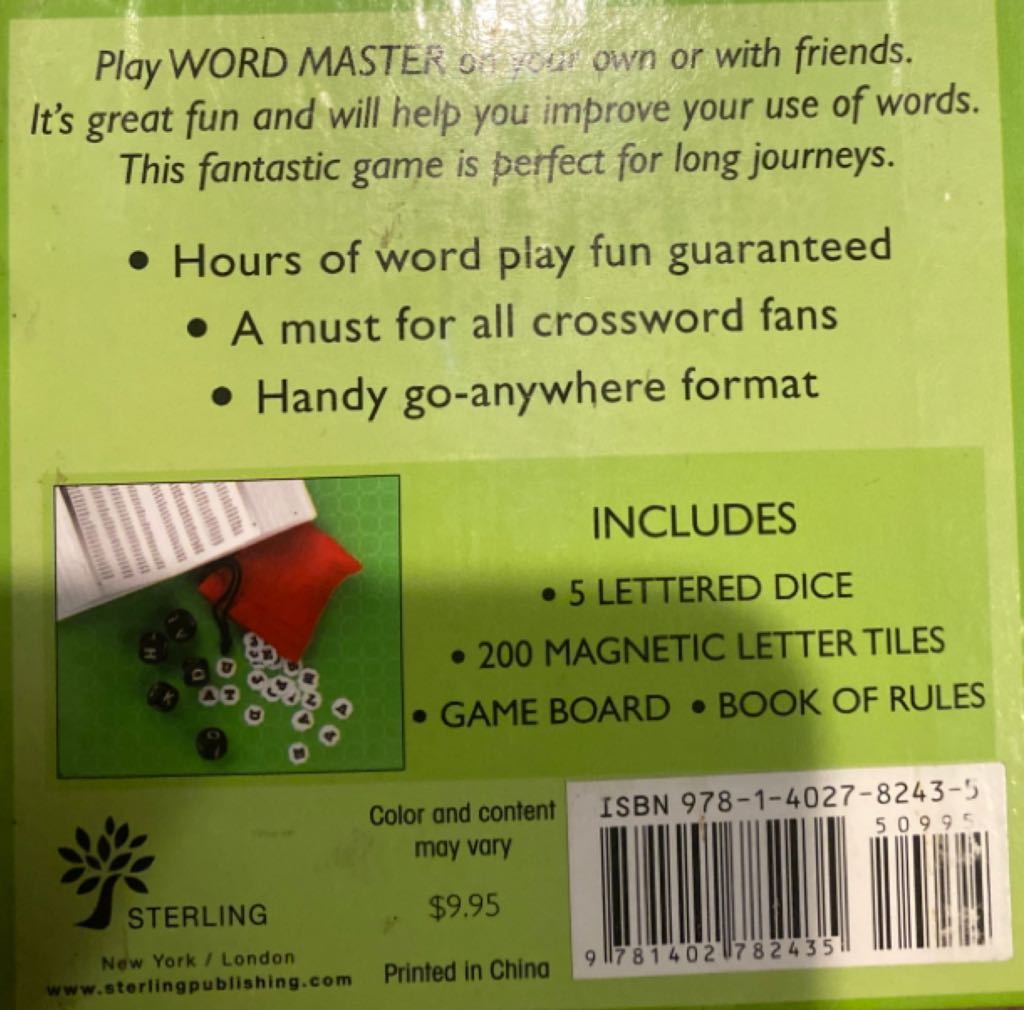 Play WORD MASTER on your own or with friends.
It's great fun and will help you improve your use of words.
This fantastic game is perfect for long journeys.
• Hours of word play fun guaranteed
• A must for all crossword fans
• Handy go-anywhere format
INCLUDES
• 5 LETTERED DICE
• 200 MAGNETIC LETTER TILES
• GAME BOARD • BOOK OF RULES
STERLING
New York / London
www.sterlingpublishing.com
Color and content
may vary
$9.95
Printed in China
ISBN 978-1-4027-8243-5
50995
9 781402 782435